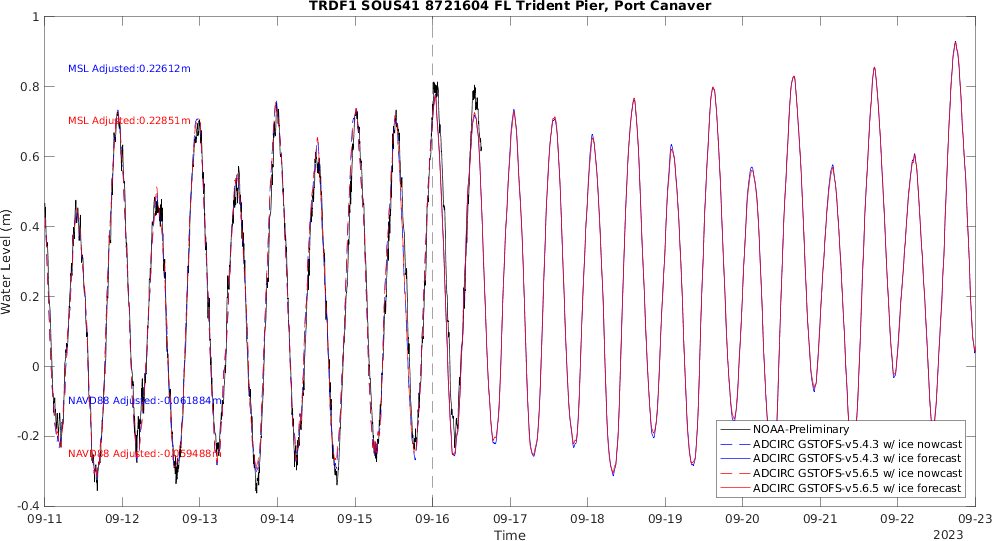 TRDF1 SOUS41 8721604 FL Trident Pier, Port Canaver
Water Level (m)
1
0.8
0.6
0.4
0.2
0
-0.2
-0.4
MSL Adjusted:0.22612m
MSL Adjusted:0.22851m
NAVD88 Adjusted:-0.061884m
NAVD88 Adjusted:-0.059488m
NOAA-Preliminary
ADCIRC GSTOFS-v5.4.3 w/ ice nowcast
ADCIRC GSTOFS-v5.4.3 w/ ice forecast
ADCIRC GSTOFS-v5.6.5 w/ ice nowcast
ADCIRC GSTOFS-v5.6.5 w/ ice forecast
09-11 09-12 09-13 09-14 09-15 09-16 09-17 09-18 09-19 09-20 09-21 09-22 09-23
Time
2023